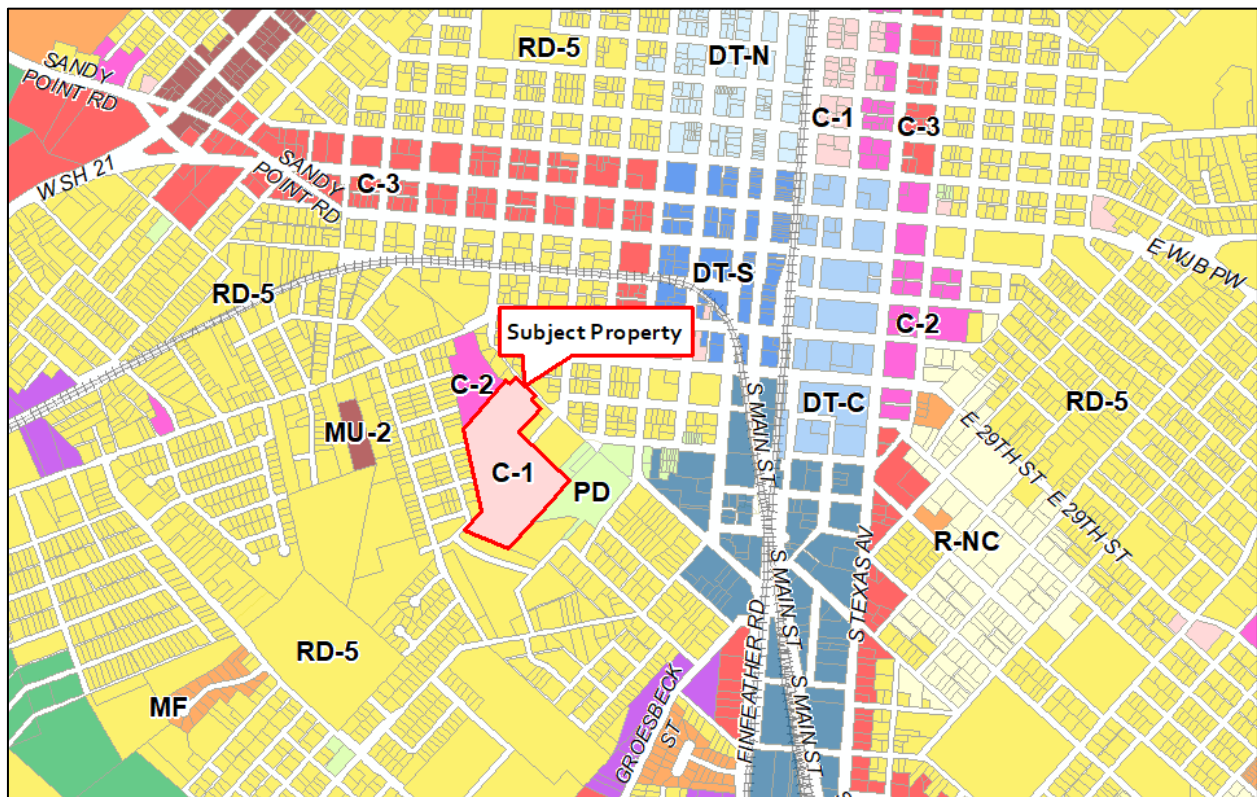 RD-5
DT-N
SANDY
POINT RD
C-1
C-3
W SH 21
SANDY
POINT RD
C-3
E WJB PW
DT-S
RD-5
C-2
Subject Property
C-2
S MAIN ST
DT-C
RD-5
MU-2
E 29TH ST
E 29TH ST
C-1
PD
R-NC
S MAIN ST
S TEXAS AV
FINFEATHER RD
RD-5
MF
GROESBECK
ST
S MAIN ST